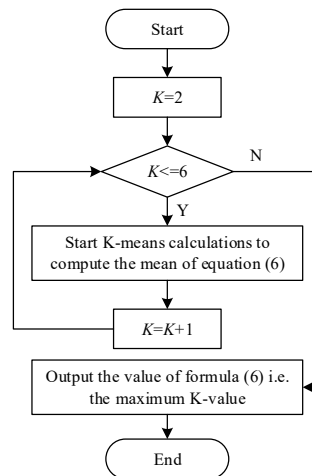 Start
K=2
K<=6
N
Y
Start K-means calculations to
compute the mean of equation (6)
K=K+1
Output the value of formula (6) i.e.
the maximum K-value
End